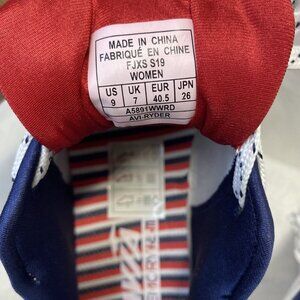 MADE IN CHINA
FABRIQUÉ EN CHINE
FJXS S19
WOMEN
US UK EUR JPN
9 7 40.5 26
A5891WWRD
AVI-RYDER